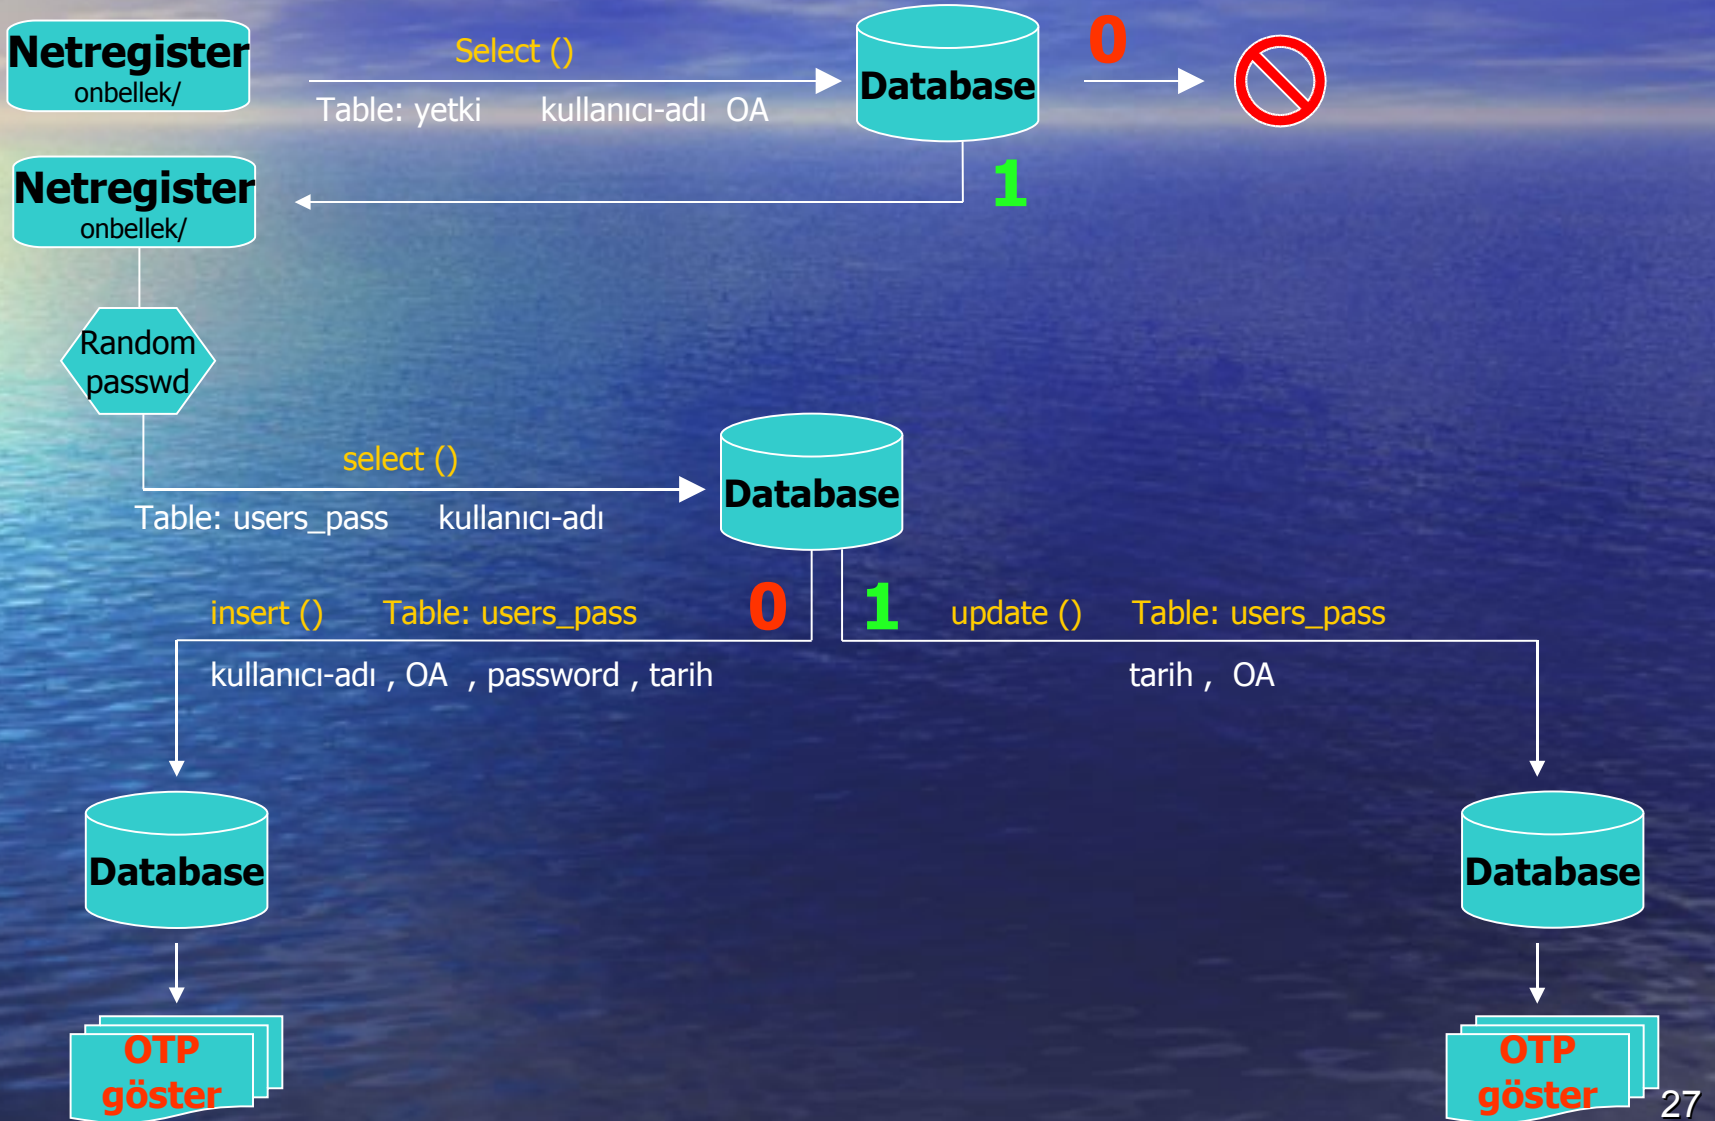 Netregister
onbellek/
Select ()
Table: yetki kullanıcı-adı OA
Database
0
1
Netregister
onbellek/
Random
passwd
select ()
Table: users_pass kullanıcı-adı
Database
insert () Table: users_pass
0
1
update () Table: users_pass
kullanıcı-adı , OA , password , tarih
tarih , OA
Database
Database
OTP
göster
OTP
göster
27